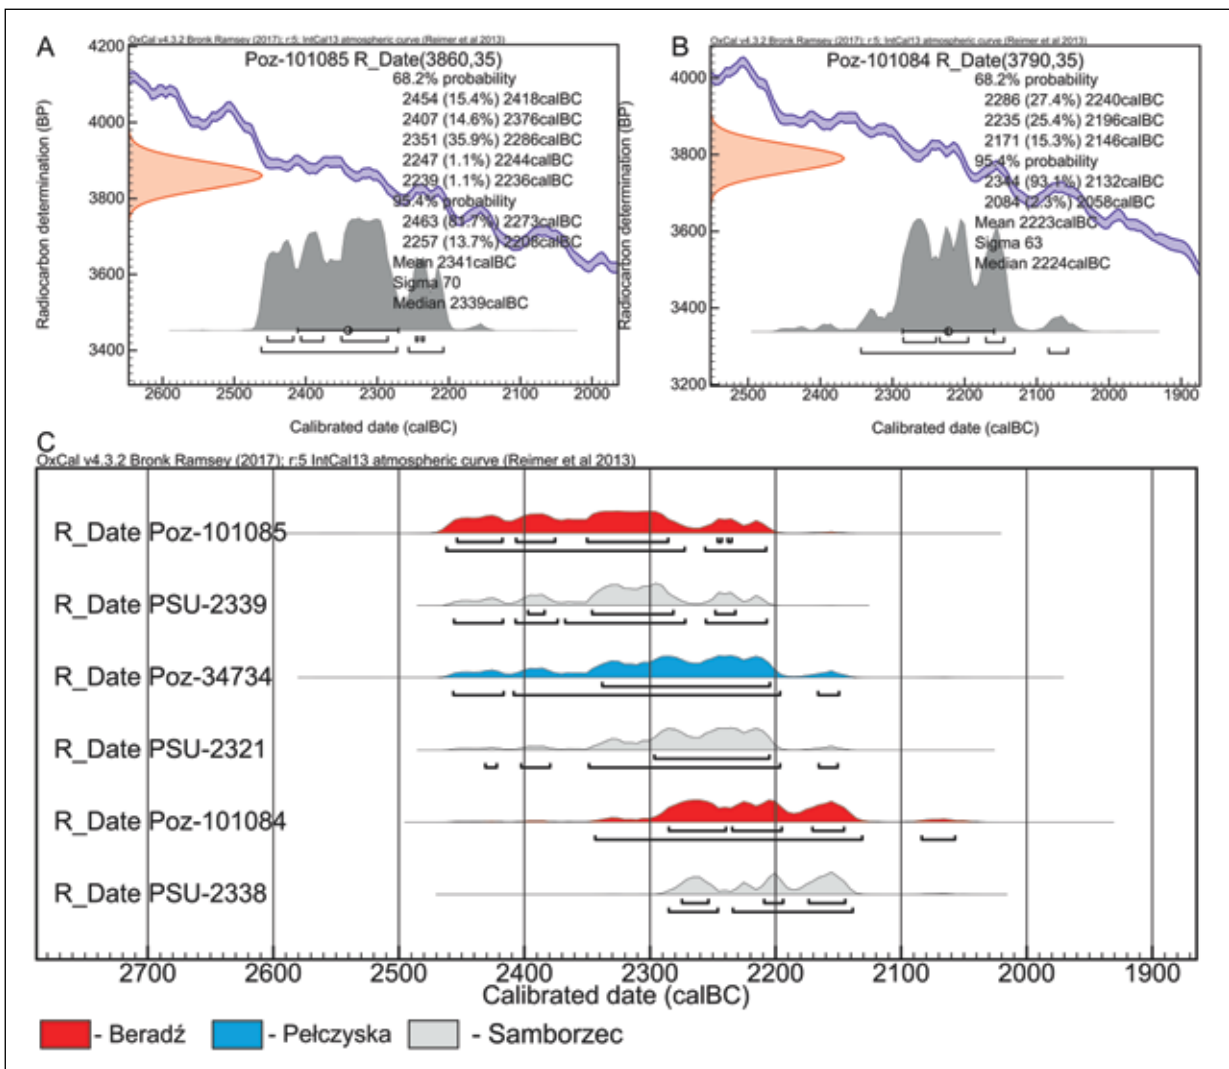 A
OxCal v4.3.2 Bronk Ramsey (2017); r:5; IntCal13 atmospheric curve (Reimer et al 2013)
Poz-101085 R_Date(3860,35)
68.2% probability
2454 (15.4%) 2418calBC
2407 (14.6%) 2376calBC
2351 (35.9%) 2286calBC
2247 (1.1%) 2244calBC
2239 (1.1%) 2236calBC
95.4% probability
2463 (81.7%) 2273calBC
2257 (13.7%) 2208calBC
Mean 2341calBC
Sigma 70
Median 2339calBC
Radiocarbon determination (BP)
4200
4000
3800
3600
3400
2600 2500 2400 2300 2200 2100 2000
Calibrated date (calBC)
B
OxCal v4.3.2 Bronk Ramsey (2017); r:5; IntCal13 atmospheric curve (Reimer et al 2013)
Poz-101084 R_Date(3790,35)
68.2% probability
2286 (27.4%) 2240calBC
2235 (25.4%) 2196calBC
2171 (15.3%) 2146calBC
95.4% probability
2344 (93.1%) 2132calBC
2084 (2.3%) 2058calBC
Mean 2223calBC
Sigma 63
Median 2224calBC
Radiocarbon determination (BP)
4000
3800
3600
3400
3200
2500 2400 2300 2200 2100 2000 1900
Calibrated date (calBC)
C
OxCal v4.3.2 Bronk Ramsey (2017); r:5 IntCal13 atmospheric curve (Reimer et al 2013)
R_Date Poz-101085
R_Date PSU-2339
R_Date Poz-34734
R_Date PSU-2321
R_Date Poz-101084
R_Date PSU-2338
2700 2600 2500 2400 2300 2200 2100 2000 1900
Calibrated date (calBC)
- Beradź - Pełczyska - Samborzec